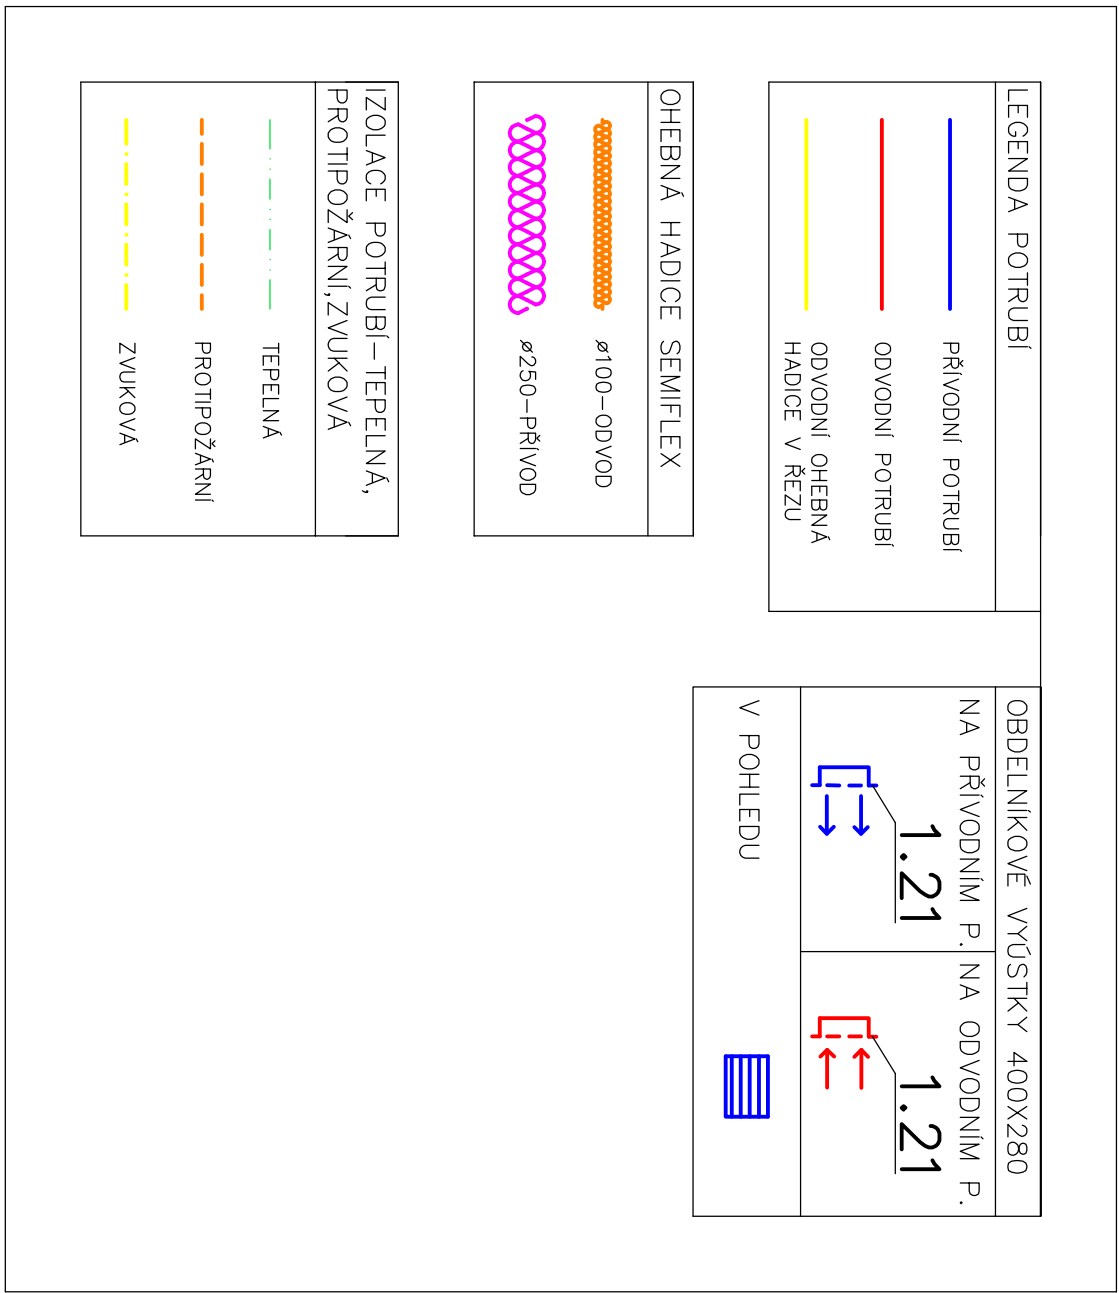 LEGENDA POTRUBÍ
PŘÍVODNÍ POTRUBÍ
ODVODNÍ POTRUBÍ
ODVODNÍ OHEBNÁ
HADICE V ŘEZU
OBDELNÍKOVÉ VYÚSTKY 400X280
NA PŘÍVODNÍM P.
NA ODVODNÍM P.
1.21
1.21
V POHLEDU
OHEBNÁ HADICE SEMIFLEX
ø100-ODVOD
ø250-PŘÍVOD
IZOLACE POTRUBÍ-TEPELNÁ,
PROTIPOŽÁRNÍ,ZVUKOVÁ
TEPELNÁ
PROTIPOŽÁRNÍ
ZVUKOVÁ